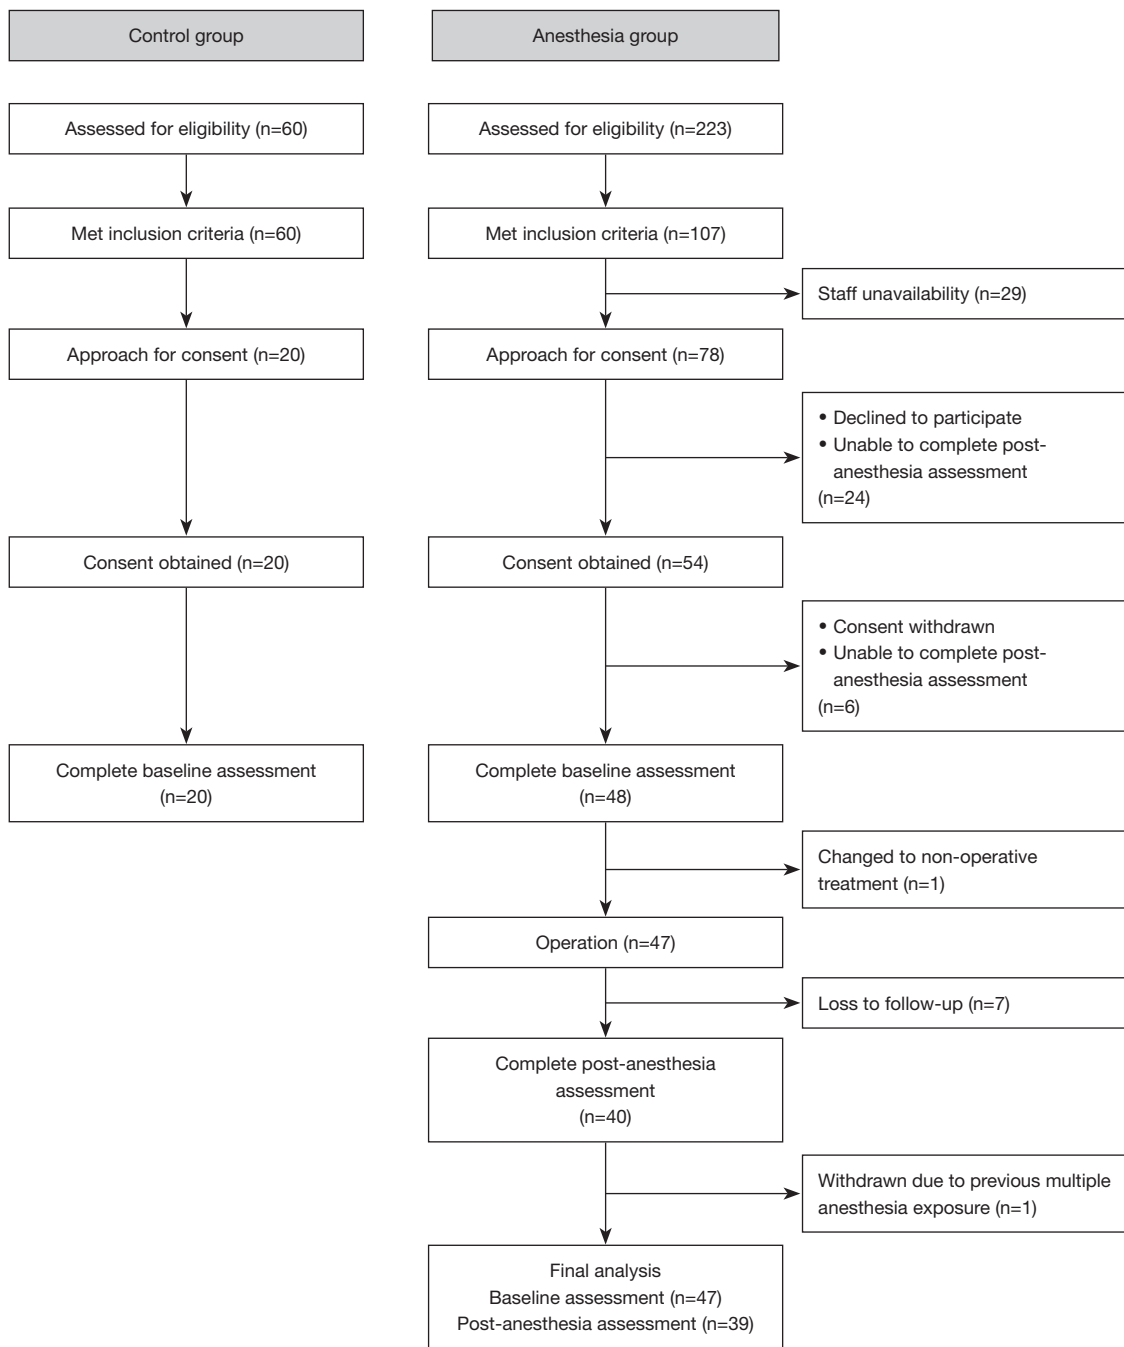 Control group
Anesthesia group
Assessed for eligibility (n=60)
Assessed for eligibility (n=223)
Met inclusion criteria (n=60)
Met inclusion criteria (n=107)
Staff unavailability (n=29)
Approach for consent (n=20)
Approach for consent (n=78)
• Declined to participate
• Unable to complete post-
anesthesia assessment
(n=24)
Consent obtained (n=20)
Consent obtained (n=54)
• Consent withdrawn
• Unable to complete post-
anesthesia assessment
(n=6)
Complete baseline assessment
(n=20)
Complete baseline assessment
(n=48)
Changed to non-operative
treatment (n=1)
Operation (n=47)
Loss to follow-up (n=7)
Complete post-anesthesia
assessment
(n=40)
Withdrawn due to previous multiple
anesthesia exposure (n=1)
Final analysis
Baseline assessment (n=47)
Post-anesthesia assessment (n=39)